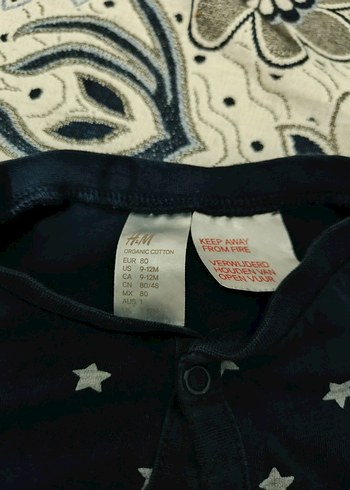 H&M
ORGANIC COTTON
EUR 80
US 9-12M
CA 9-12M
CN 80/48
MX 80
AUS
KEEP AWAY
FROM FIRE
VERWIJDERD
HOUDEN VAN
OPEN VUUR